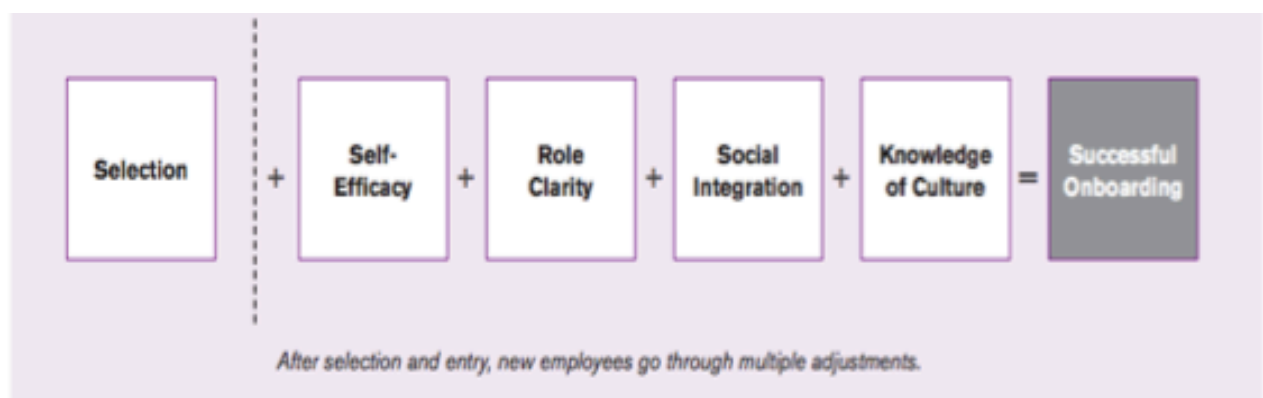 Selection
+
Self-
Efficacy
+
Role
Clarity
+
Social
Integration
+
Knowledge
of Culture
=
Successful
Onboarding
After selection and entry, new employees go through multiple adjustments.